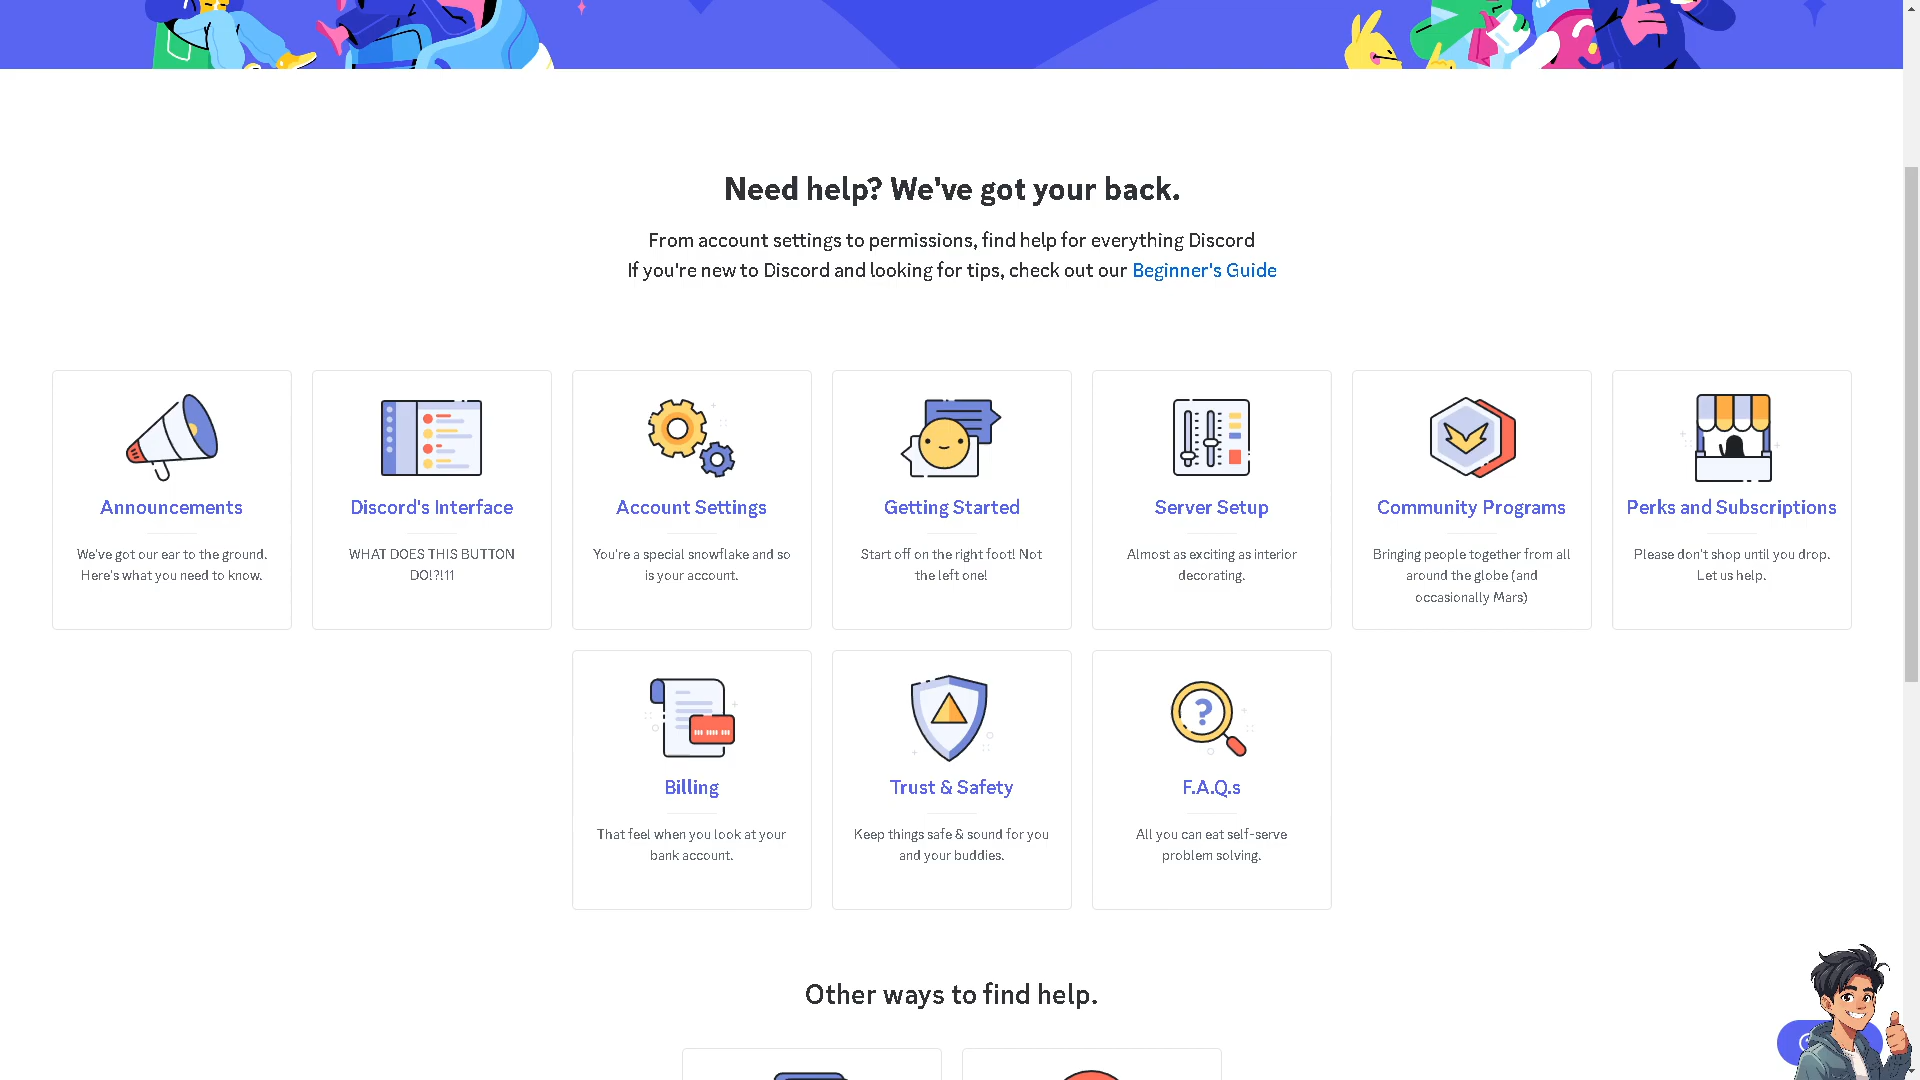 Need help? We've got your back.
From account settings to permissions, find help for everything Discord
If you're new to Discord and looking for tips, check out our Beginner's Guide
Announcements
We've got our ear to the ground.
Here's what you need to know.
Discord's Interface
WHAT DOES THIS BUTTON
DO!?!11
Account Settings
You're a special snowflake and so
is your account.
Getting Started
Start off on the right foot! Not
the left one!
Server Setup
Almost as exciting as interior
decorating.
Community Programs
Bringing people together from all
around the globe (and
occasionally Mars)
Perks and Subscriptions
Please don't shop until you drop.
Let us help.
Billing
That feel when you look at your
bank account.
Trust & Safety
Keep things safe & sound for you
and your buddies.
F.A.Q.s
All you can eat self-serve
problem solving.
Other ways to find help.